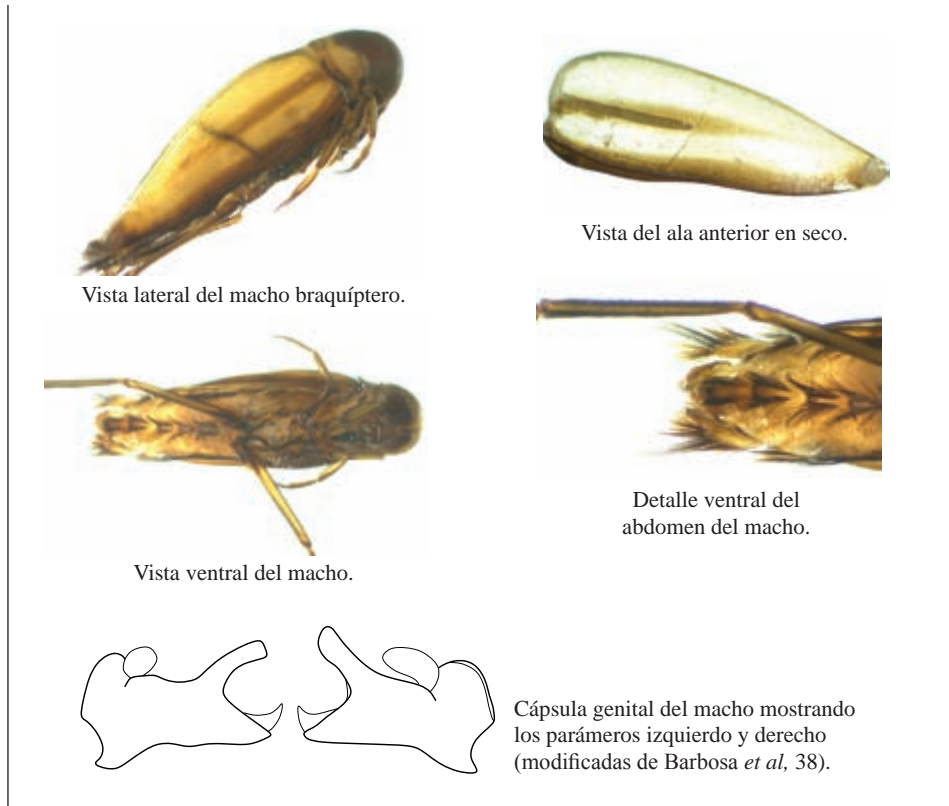 Vista lateral del macho braquíptero.
Vista del ala anterior en seco.
Vista ventral del macho.
Detalle ventral del
abdomen del macho.
Cápsula genital del macho mostrando
los parámeros izquierdo y derecho
(modificadas de Barbosa et al, 38).